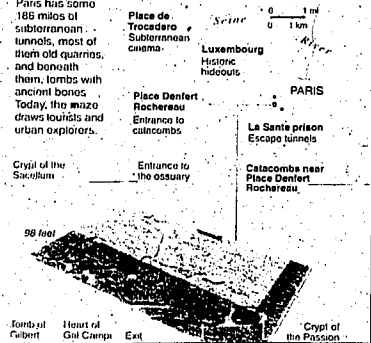 Paris has some
186 miles of
subterranean
tunnels, most of
them old quarries,
and beneath
them, tombs with
ancient bones.
Today, the maze
draws tourists and
urban explorers.
Place de
Trocadero
Subterranean
cinema
Seine
River
0 1 mi
0 1 km
Luxembourg
Historic
hideouts
PARIS
Place Denfert
Rochereau
Entrance to
catacombs
La Sante prison
Escape tunnels
Crypt of the
Sacellum
Entrance to
the ossuary
Catacombs near
Place Denfert
Rochereau
98 feet
Tomb of
Gilbert
Heart of
Gal Campi
Exit
Crypt of
the Passion